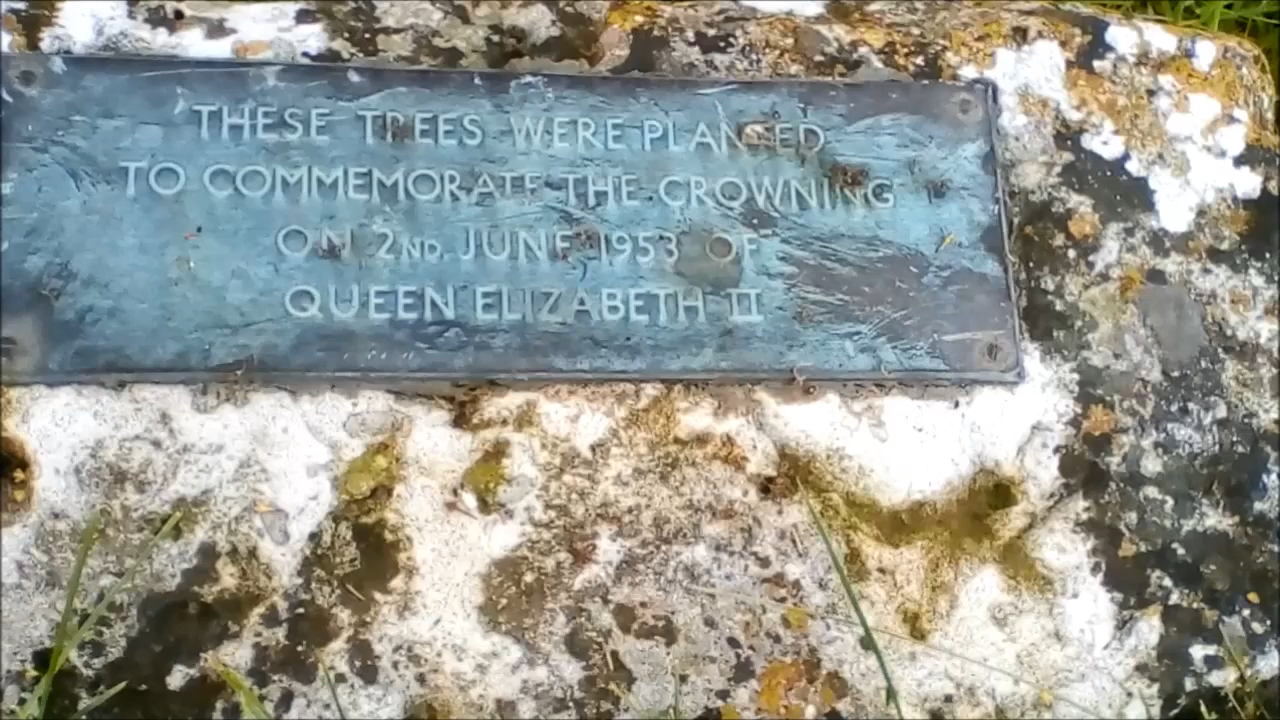 THESE TREES WERE PLANTED
TO COMMEMORATE THE CROWNING
ON 2ND. JUNE 1953 OF
QUEEN ELIZABETH II